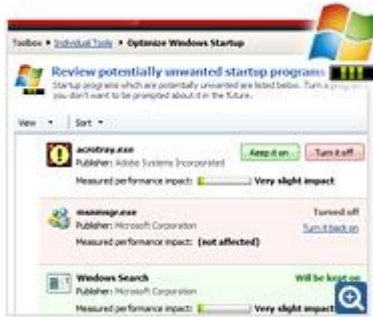 Toolbox ▸ Individual Tools ▸ Optimize Windows Startup
Review potentially unwanted startup programs
Startup programs which are potentially unwanted are listed below. Turn a program
you don't want to be prompted about it in the future.
View Sort
acrotray.exe Keep it on Turn it off
Publisher: Adobe Systems Incorporated
Measured performance impact: Very slight impact
msnmsgr.exe Turned off
Publisher: Microsoft Corporation Turn it back on
Measured performance impact: (not affected)
Windows Search Will be kept on
Publisher: Microsoft Corporation
Measured performance impact: Very slight impact